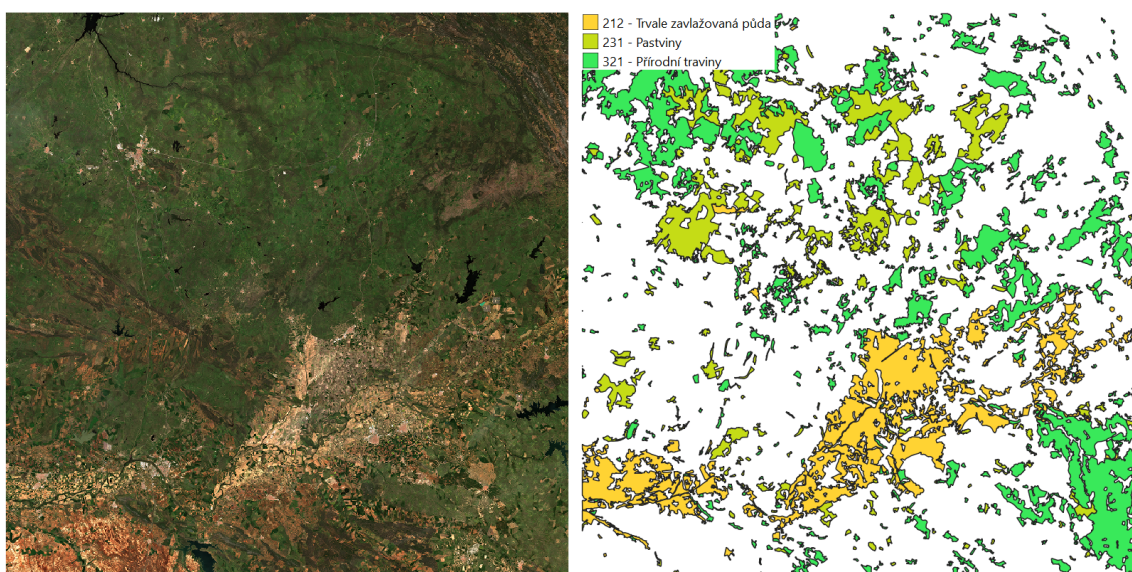 212 - Trvale zavlažovaná půda
231 - Pastviny
321 - Přírodní traviny